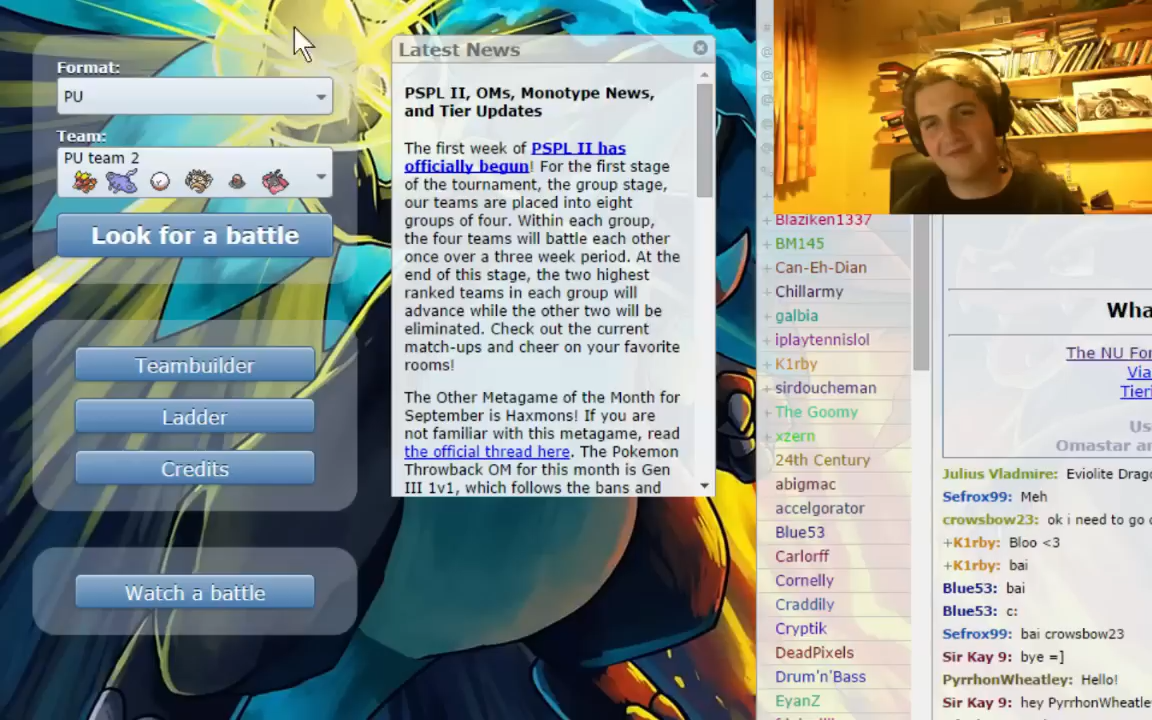 Format:
PU
Team:
PU team 2
Look for a battle
Teambuilder
Ladder
Credits
Watch a battle
Latest News
PSPL II, OMs, Monotype News,
and Tier Updates
The first week of PSPL II has
officially begun! For the first stage
of the tournament, the group stage,
our teams are placed into eight
groups of four. Within each group,
the four teams will battle each other
once over a three week period. At the
end of this stage, the two highest
ranked teams in each group will
advance while the other two will be
eliminated. Check out the current
match-ups and cheer on your favorite
rooms!
The Other Metagame of the Month for
September is Haxmons! If you are
not familiar with this metagame, read
the official thread here. The Pokemon
Throwback OM for this month is Gen
III 1v1, which follows the bans and
+ Blaziken1337
+ BM145
+ Can-Eh-Dian
+ Chillarmy
+ galbia
+ iplaytennislol
+ K1rby
+ sirdoucheman
+ The Goomy
+ xzern
24th Century
abigmac
accelgorator
Blue53
Carlorff
Cornelly
Craddily
Cryptik
DeadPixels
Drum'n'Bass
EyanZ
Wha
The NU For
Via
Tieri
Us
Omastar an
Julius Vladmire: Eviolite Drago
Sefrox99: Meh
crowsbow23: ok i need to go
+K1rby: Bloo <3
+K1rby: bai
Blue53: bai
Blue53: c:
Sefrox99: bai crowsbow23
Sir Kay 9: bye =]
PyrrhonWheatley: Hello!
Sir Kay 9: hey PyrrhonWheatley